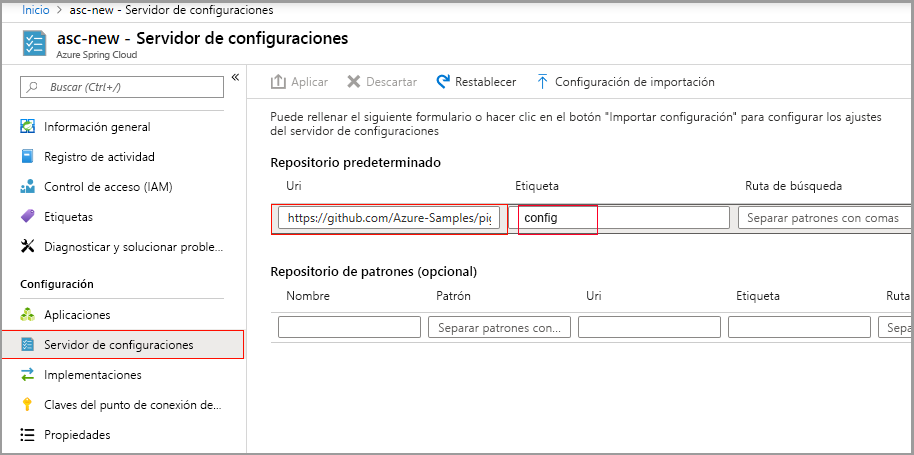 Inicio > asc-new - Servidor de configuraciones
asc-new - Servidor de configuraciones
Azure Spring Cloud
Buscar (Ctrl+/)
«
Información general
Registro de actividad
Control de acceso (IAM)
Etiquetas
Diagnosticar y solucionar proble...
Configuración
Aplicaciones
Servidor de configuraciones
Implementaciones
Claves del punto de conexión de...
Propiedades
Aplicar
Descartar
Restablecer
Configuración de importación
Puede rellenar el siguiente formulario o hacer clic en el botón "Importar configuración" para configurar los ajustes
del servidor de configuraciones
Repositorio predeterminado
Uri Etiqueta Ruta de búsqueda
https://github.com/Azure-Samples/pig config Separar patrones con comas
Repositorio de patrones (opcional)
Nombre Patrón Uri Etiqueta Ruta
Separar patrones con... Sepa